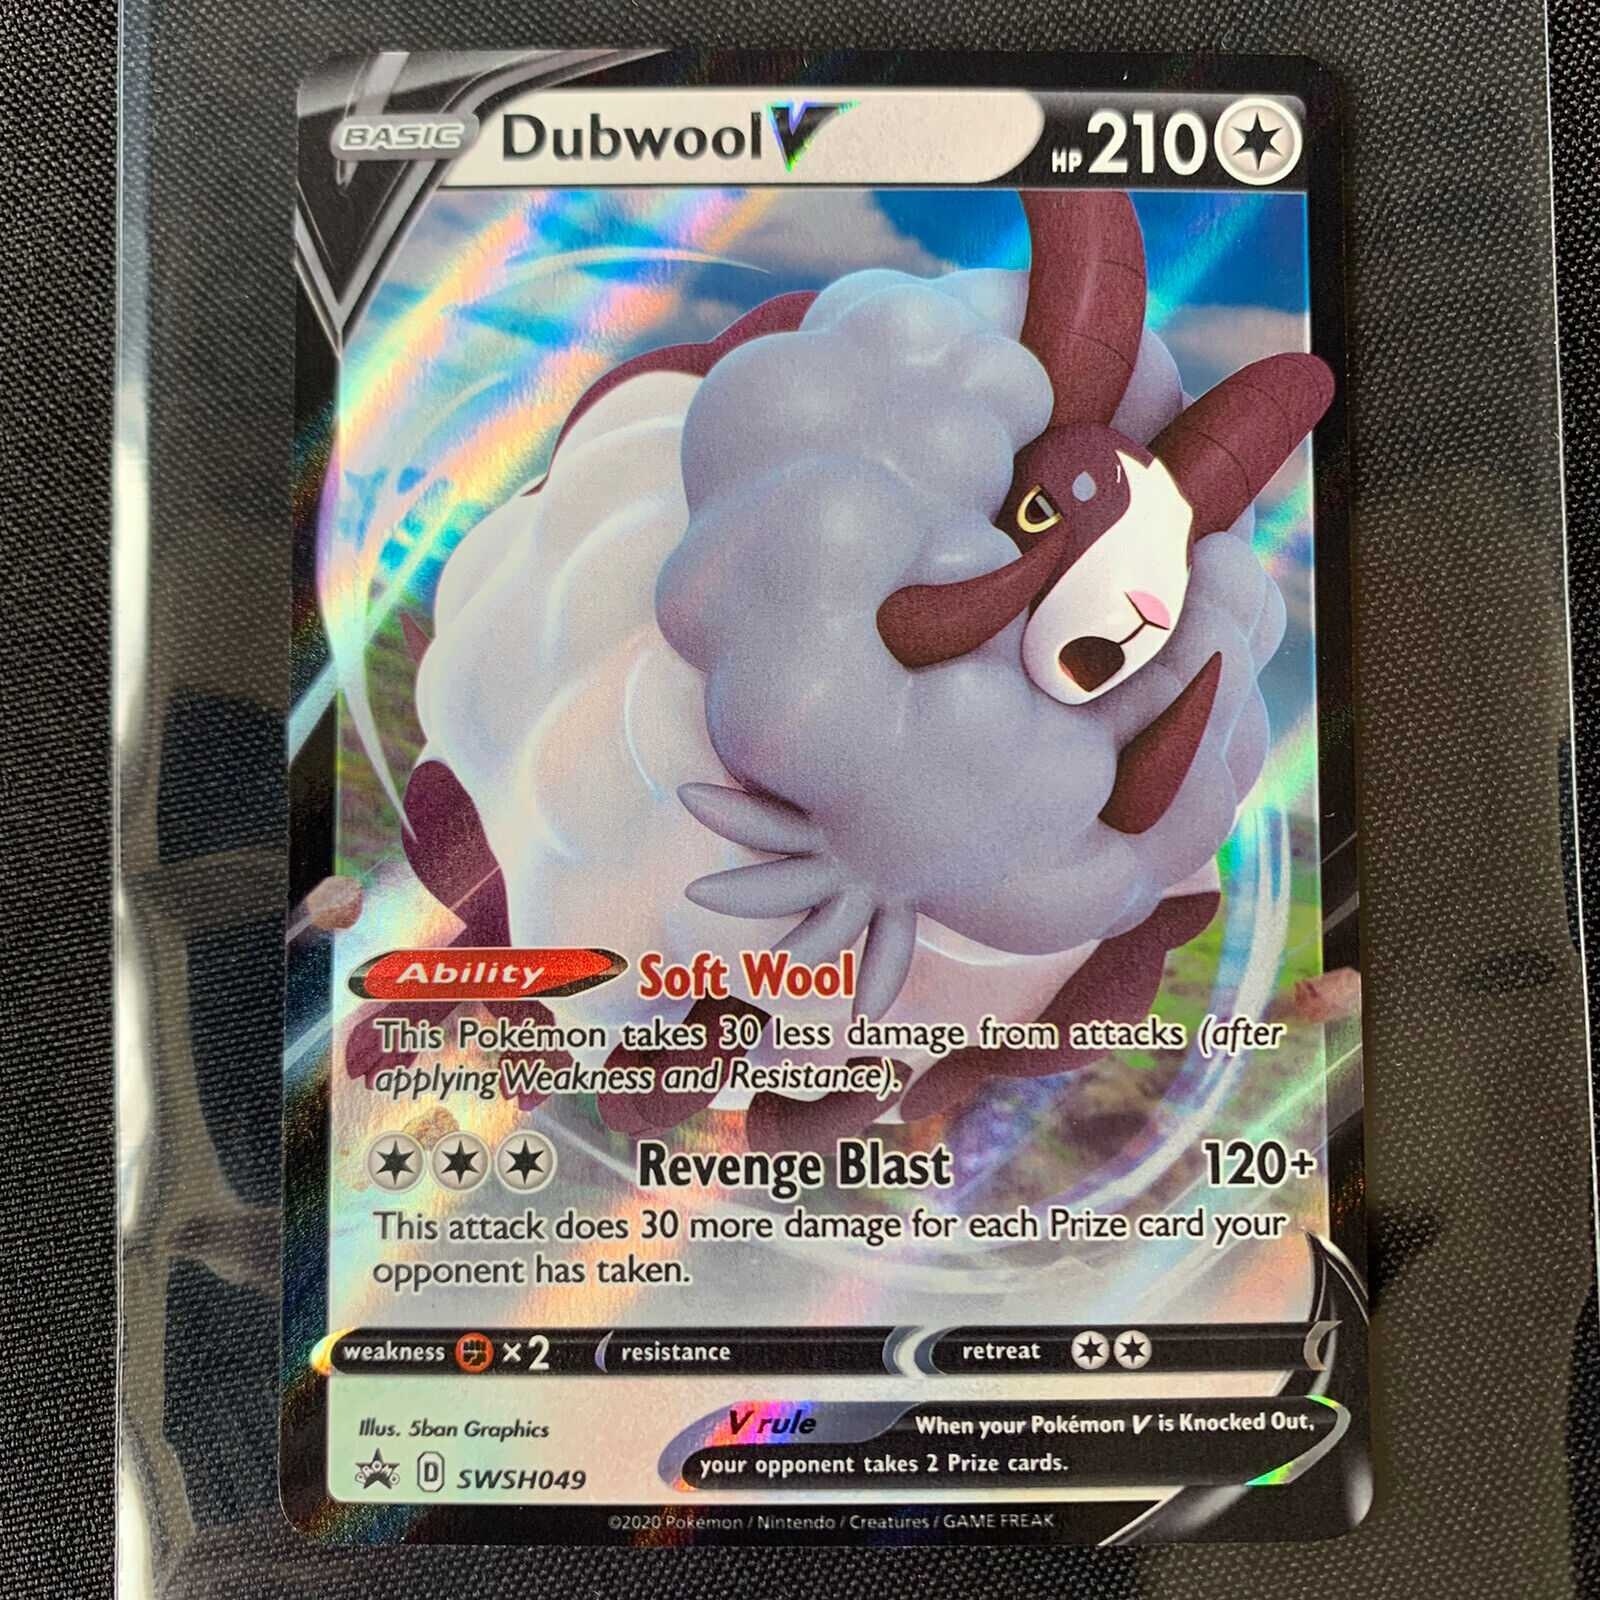 BASIC Dubwool V HP 210
Ability Soft Wool
This Pokémon takes 30 less damage from attacks (after
applying Weakness and Resistance).
Revenge Blast 120+
This attack does 30 more damage for each Prize card your
opponent has taken.
weakness ×2 resistance retreat
Illus. 5ban Graphics
V rule When your Pokémon V is Knocked Out,
your opponent takes 2 Prize cards.
PROMO D SWSH049
©2020 Pokémon / Nintendo / Creatures / GAME FREAK